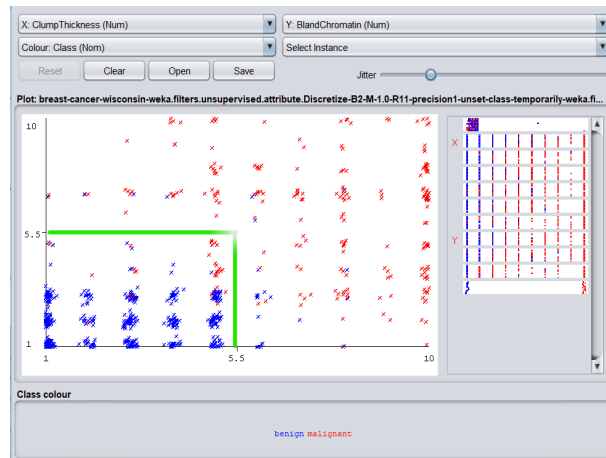 X: ClumpThickness (Num) Y: BlandChromatin (Num)
Colour: Class (Nom) Select Instance
Reset Clear Open Save Jitter
Plot: breast-cancer-wisconsin-weka.filters.unsupervised.attribute.Discretize-B2-M-1.0-R11-precision1-unset-class-temporarily-weka.fi...
10
5.5
1
1 5.5 10
X
Y
Class colour
benign malignant